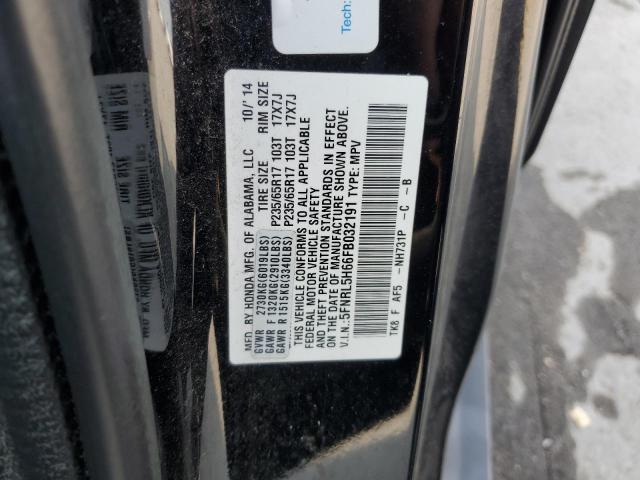 Tech:
MFD. BY HONDA MFG. OF ALABAMA, LLC 10/'14
TIRE SIZE RIM SIZE
GVWR 2730KG(6019LBS)
GAWR F 1320KG(2910LBS) P235/65R17 103T 17X7J
GAWR R 1515KG(3340LBS) P235/65R17 103T 17X7J
THIS VEHICLE CONFORMS TO ALL APPLICABLE
FEDERAL MOTOR VEHICLE SAFETY
AND THEFT PREVENTION STANDARDS IN EFFECT
ON THE DATE OF MANUFACTURE SHOWN ABOVE.
V.I.N.:5FNRL5H66FB032191 TYPE: MPV
TK8 F AF5 -NH731P -C -B